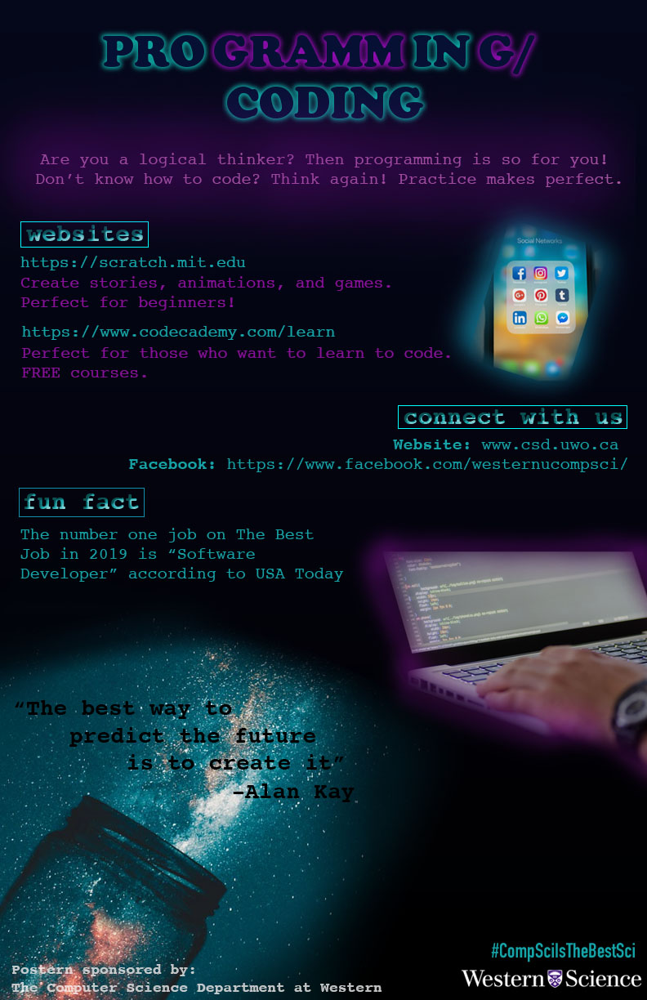 PROGRAMMING/
CODING
Are you a logical thinker? Then programming is so for you!
Don't know how to code? Think again! Practice makes perfect.
websites
https://scratch.mit.edu
Create stories, animations, and games.
Perfect for beginners!
https://www.codecademy.com/learn
Perfect for those who want to learn to code.
FREE courses.
Social Networks
connect with us
Website: www.csd.uwo.ca
Facebook: https://www.facebook.com/westernucompsci/
fun fact
The number one job on The Best
Job in 2019 is “Software
Developer” according to USA Today
“The best way to
predict the future
is to create it”
–Alan Kay
#CompSciIsTheBestSci
Western Science
Postern sponsored by:
The Computer Science Department at Western